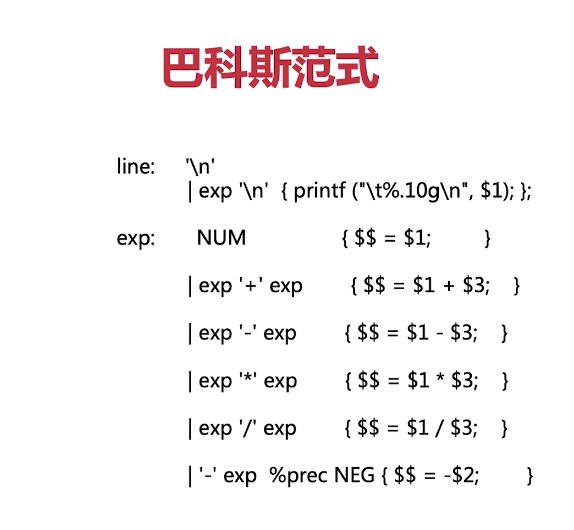 巴科斯范式
line: '\n'
| exp '\n' { printf ("\t%.10g\n", $1); };
exp: NUM { $$ = $1; }
| exp '+' exp { $$ = $1 + $3; }
| exp '-' exp { $$ = $1 - $3; }
| exp '*' exp { $$ = $1 * $3; }
| exp '/' exp { $$ = $1 / $3; }
| '-' exp %prec NEG { $$ = -$2; }